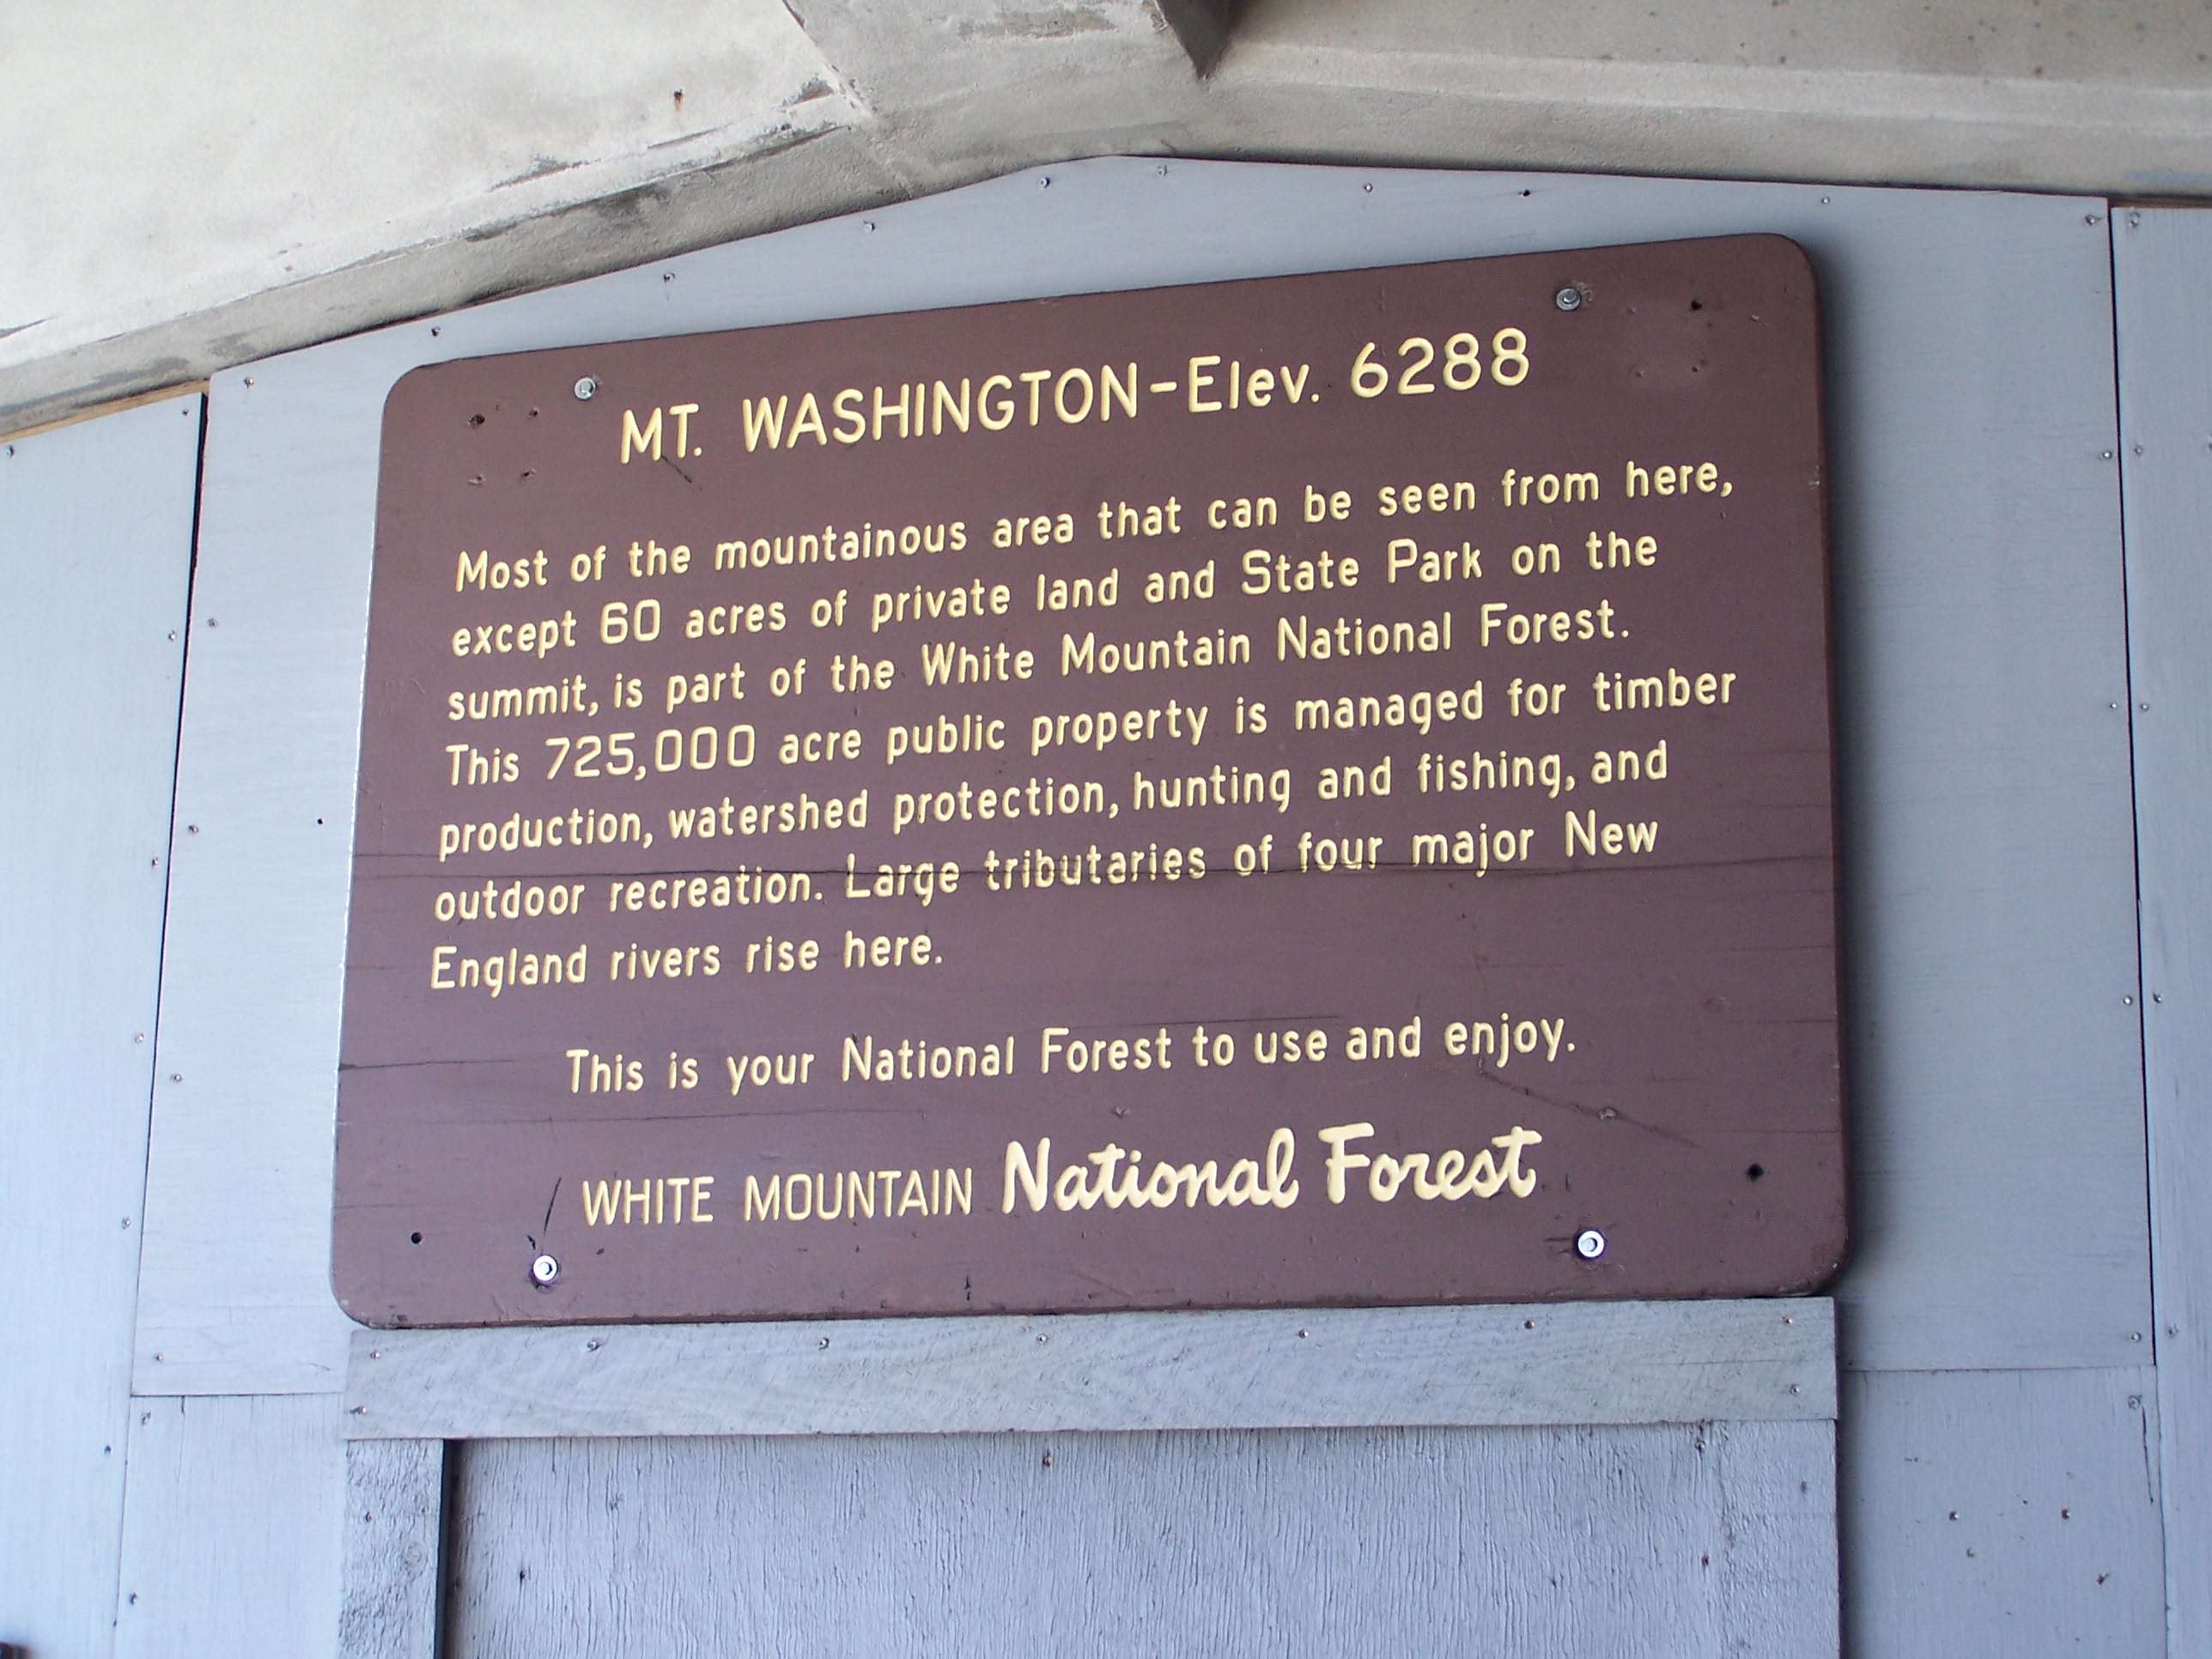 MT. WASHINGTON-Elev. 6288
Most of the mountainous area that can be seen from here,
except 60 acres of private land and State Park on the
summit, is part of the White Mountain National Forest.
This 725,000 acre public property is managed for timber
production, watershed protection, hunting and fishing, and
outdoor recreation. Large tributaries of four major New
England rivers rise here.
This is your National Forest to use and enjoy.
WHITE MOUNTAIN National Forest